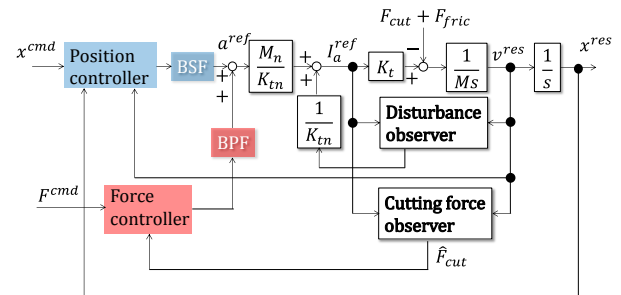 F_cut + F_fric
x^cmd
Position controller
BSF
a^ref
+
+
M_n
K_tn
+
+
I_a^ref
K_t
−
+
1
Ms
v^res
1
s
x^res
1
K_tn
Disturbance observer
BPF
F^cmd
Force controller
Cutting force observer
F̂_cut